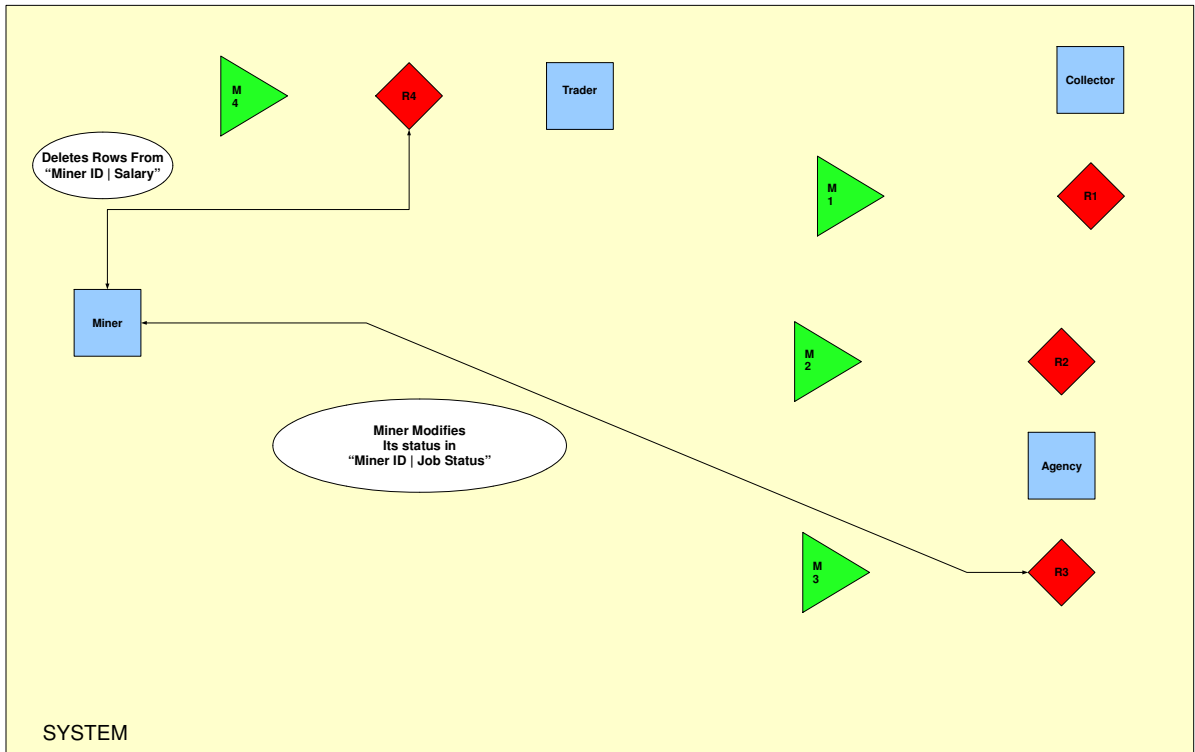 Collector
Trader
M
4
R4
Deletes Rows From
“Miner ID | Salary”
M
1
R1
Miner
M
2
R2
Miner Modifies
Its status in
“Miner ID | Job Status”
Agency
M
3
R3
SYSTEM